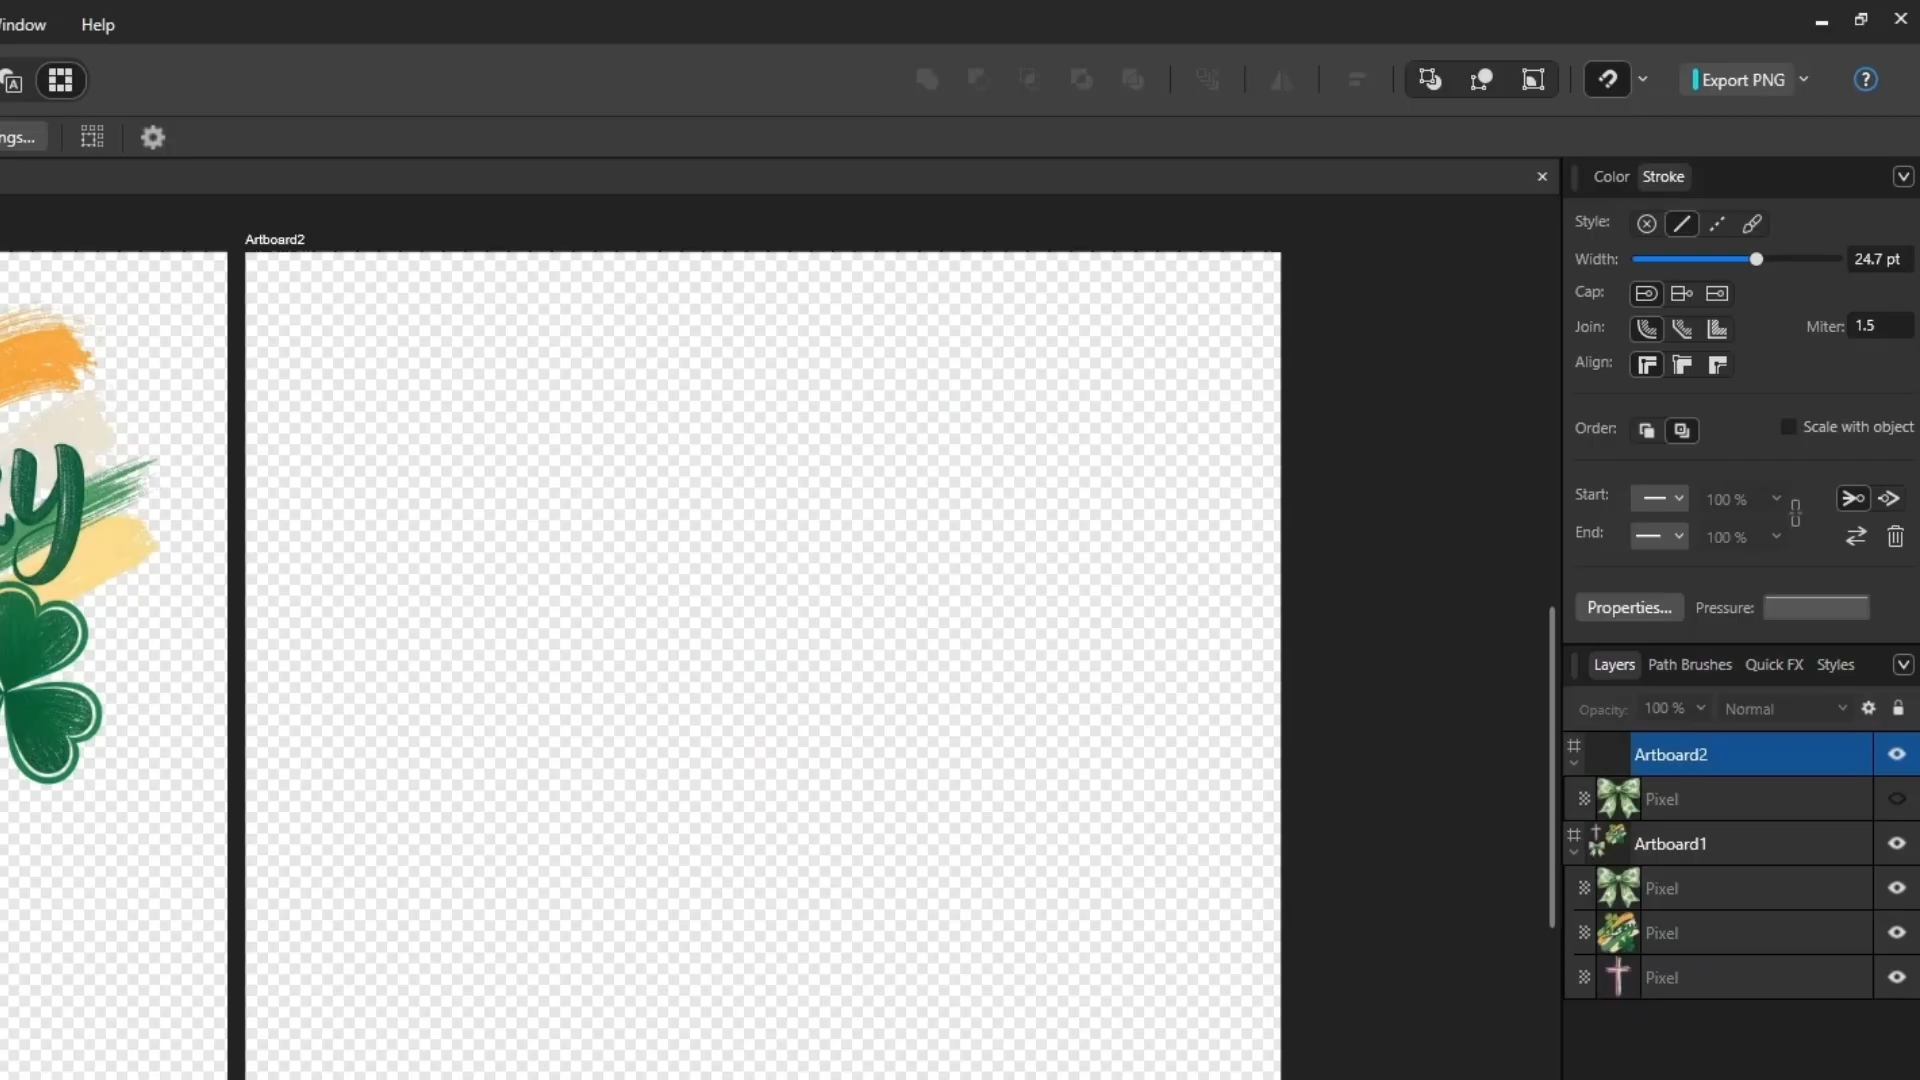 Window Help
Export PNG
ngs...
Color Stroke
Style:
Width: 24.7 pt
Cap:
Join: Miter: 1.5
Align:
Order: Scale with object
Start: 100 %
End: 100 %
Properties... Pressure:
Layers Path Brushes Quick FX Styles
Opacity: 100 % Normal
Artboard2
Pixel
Artboard1
Pixel
Pixel
Pixel
Artboard2
y